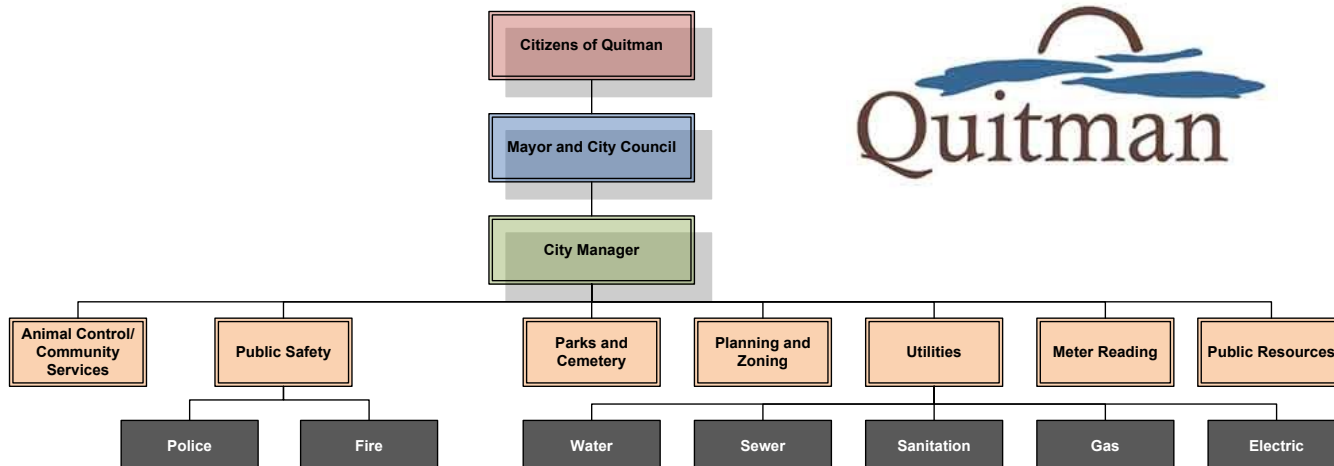 Citizens of Quitman
Quitman
Mayor and City Council
City Manager
Animal Control/
Community
Services
Public Safety
Parks and
Cemetery
Planning and
Zoning
Utilities
Meter Reading
Public Resources
Police
Fire
Water
Sewer
Sanitation
Gas
Electric